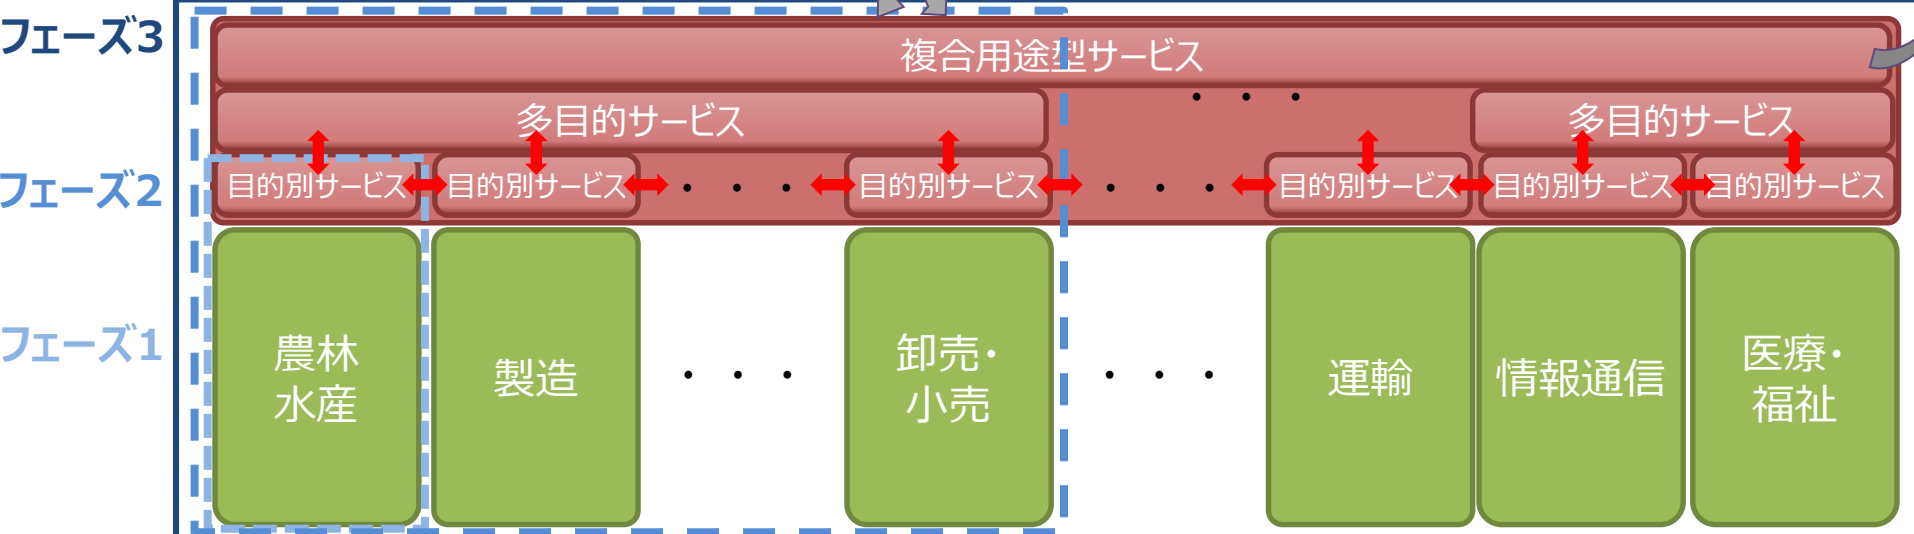 フェーズ3
複合用途型サービス
・・・
多目的サービス
多目的サービス
フェーズ2
目的別サービス
目的別サービス
・・・
目的別サービス
・・・
目的別サービス
目的別サービス
目的別サービス
フェーズ1
農林
水産
製造
・・・
卸売・
小売
・・・
運輸
情報通信
医療・
福祉